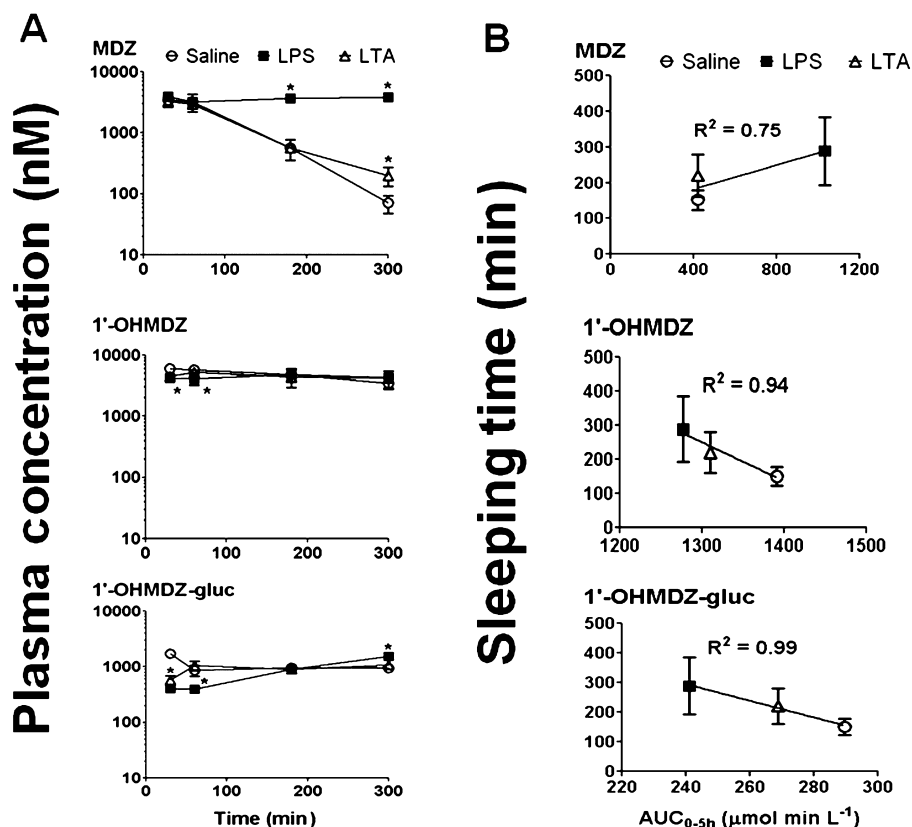 A
Plasma concentration (nM)
MDZ
Saline LPS LTA
10000
1000
100
10
0 100 200 300
* * *
1'-OHMDZ
10000
1000
100
10
0 100 200 300
* *
1'-OHMDZ-gluc
10000
1000
100
10
0 100 200 300
* * *
Time (min)
B
Sleeping time (min)
MDZ
Saline LPS LTA
500
400
300
200
100
0
0 400 800 1200
R² = 0.75
1'-OHMDZ
500
400
300
200
100
0
1200 1300 1400 1500
R² = 0.94
1'-OHMDZ-gluc
500
400
300
200
100
0
220 240 260 280 300
R² = 0.99
AUC₀₋₅ₕ (μmol min L⁻¹)